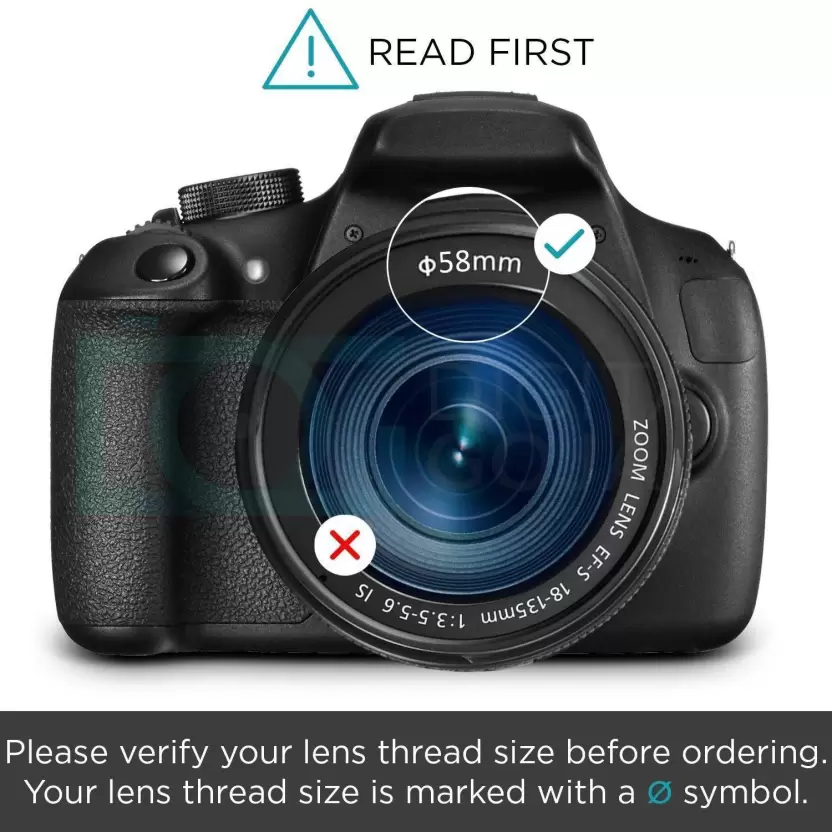 READ FIRST
ф58mm
ZOOM LENS EF-S 18-135mm 1:3.5-5.6 IS
Please verify your lens thread size before ordering.
Your lens thread size is marked with a Ø symbol.